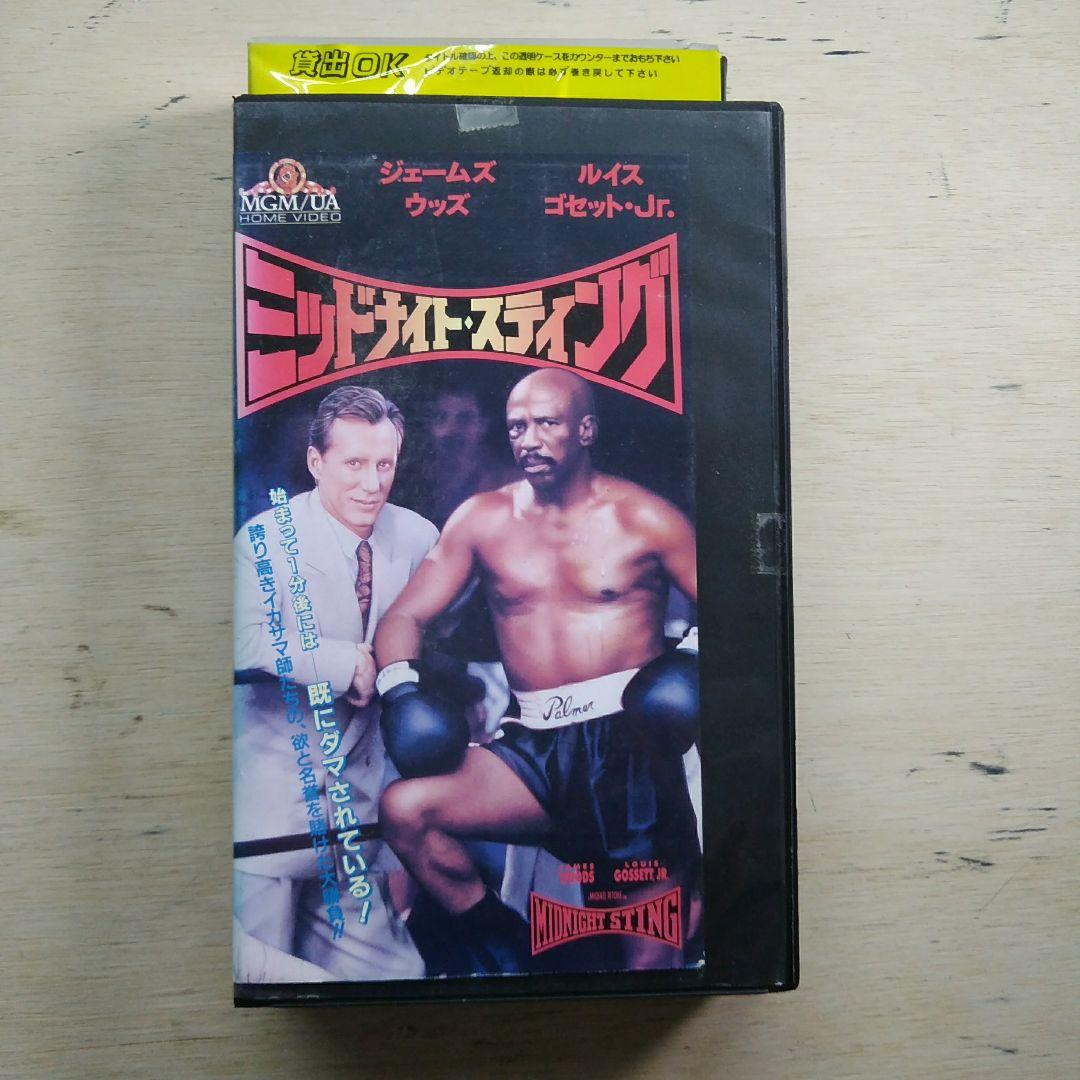 貸出OK
タイトル確認の上、この透明ケースをカウンターまでおもち下さい
ビデオテープ返却の際は必ず巻き戻して下さい
MGM/UA
HOME VIDEO
ジェームズ
ウッズ
ルイス
ゴセット・Jr.
ミッドナイト・スティング
始まって1分後には――既にダマされている!
誇り高きイカサマ師たちの、欲と名誉を賭けた大勝負!!
Palmer
JAMES
WOODS
LOUIS
GOSSETT, JR.
MIDNIGHT STING